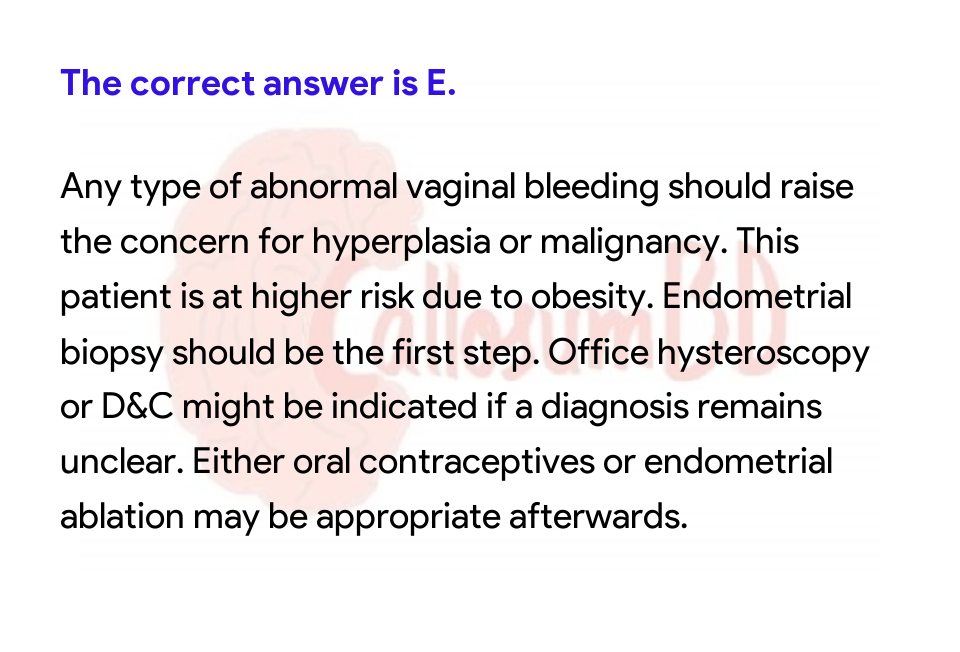 The correct answer is E.
Any type of abnormal vaginal bleeding should raise
the concern for hyperplasia or malignancy. This
patient is at higher risk due to obesity. Endometrial
biopsy should be the first step. Office hysteroscopy
or D&C might be indicated if a diagnosis remains
unclear. Either oral contraceptives or endometrial
ablation may be appropriate afterwards.
CallosumBD